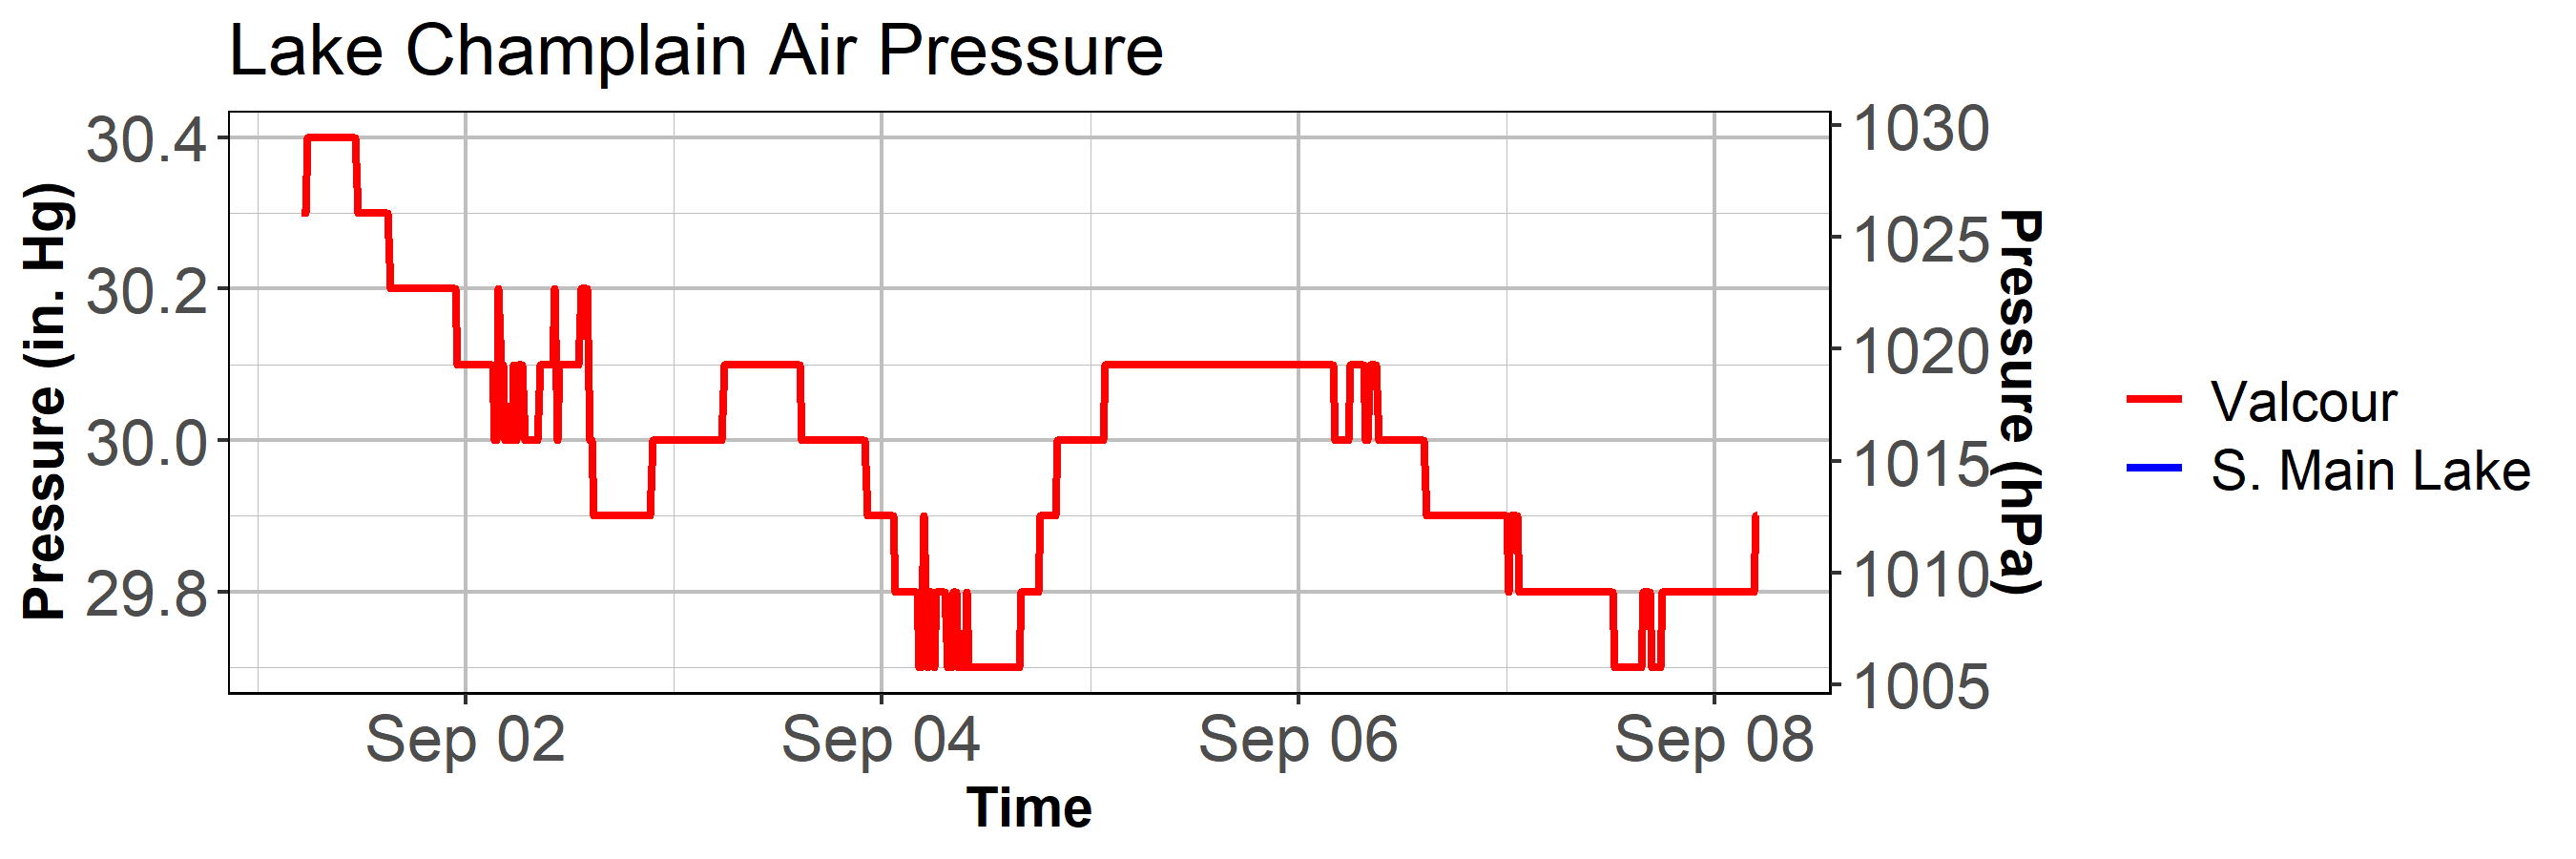 Lake Champlain Air Pressure
Pressure (in. Hg)
30.4
30.2
30.0
29.8
1030
1025
1020
1015
1010
1005
Pressure (hPa)
Sep 02
Sep 04
Sep 06
Sep 08
Time
Valcour
S. Main Lake